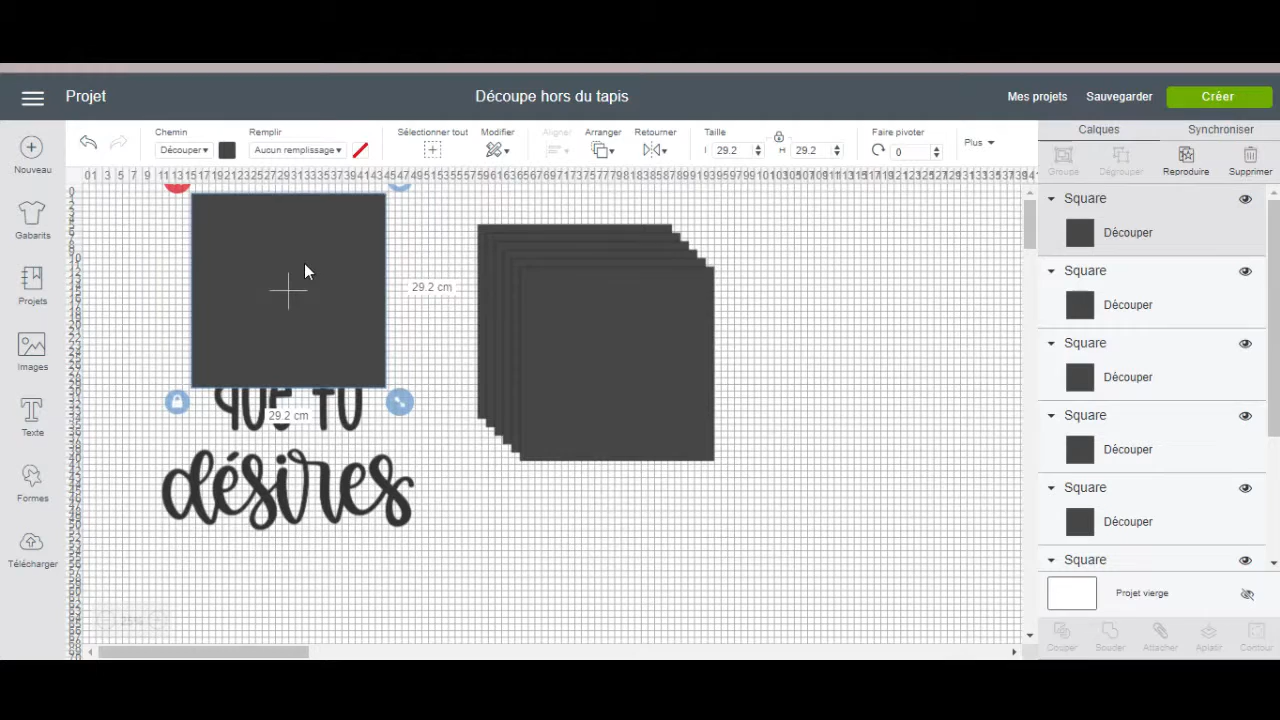 Projet
Découpe hors du tapis
Mes projets
Sauvegarder
Créer
Chemin
Découper
Remplir
Aucun remplissage
Sélectionner tout
Modifier
Aligner
Arranger
Retourner
Taille
l 29.2
H 29.2
Faire pivoter
0
Plus
Calques
Synchroniser
Groupe
Dégrouper
Reproduire
Supprimer
Nouveau
Gabarits
Projets
Images
Texte
Formes
Télécharger
29.2 cm
29.2 cm
que tu
désires
Square
Découper
Square
Découper
Square
Découper
Square
Découper
Square
Découper
Square
Projet vierge
Couper
Souder
Attacher
Aplatir
Contour